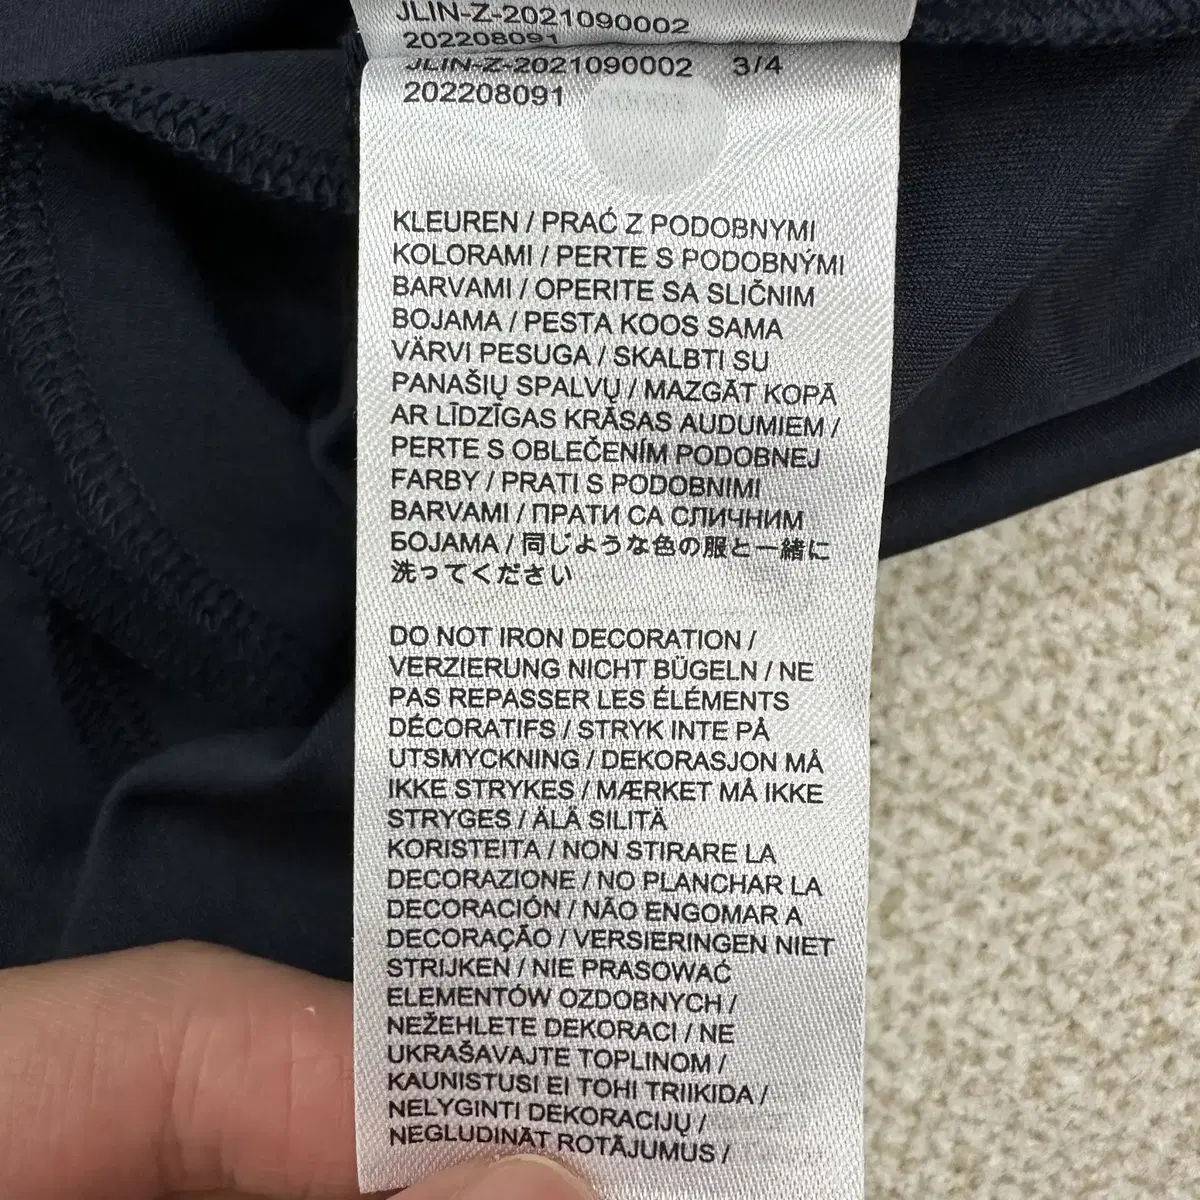 JLIN-Z-2021090002
202208091
JLIN-Z-2021090002 3/4
202208091
KLEUREN / PRAĆ Z PODOBNYMI
KOLORAMI / PERTE S PODOBNÝMI
BARVAMI / OPERITE SA SLIČNIM
BOJAMA / PESTA KOOS SAMA
VÄRVI PESUGA / SKALBTI SU
PANAŠIŲ SPALVŲ / MAZGĀT KOPĀ
AR LĪDZĪGAS KRĀSAS AUDUMIEM /
PERTE S OBLEČENÍM PODOBNEJ
FARBY / PRATI S PODOBNIMI
BARVAMI / ПРАТИ СА СЛИЧНИМ
БОЈАМА / 同じような色の服と一緒に
洗ってください
DO NOT IRON DECORATION /
VERZIERUNG NICHT BÜGELN / NE
PAS REPASSER LES ÉLÉMENTS
DÉCORATIFS / STRYK INTE PÅ
UTSMYCKNING / DEKORASJON MÅ
IKKE STRYKES / MÆRKET MÅ IKKE
STRYGES / ÄLÄ SILITÄ
KORISTEITA / NON STIRARE LA
DECORAZIONE / NO PLANCHAR LA
DECORACIÓN / NÃO ENGOMAR A
DECORAÇÃO / VERSIERINGEN NIET
STRIJKEN / NIE PRASOWAĆ
ELEMENTÓW OZDOBNYCH /
NEŽEHLETE DEKORACI / NE
UKRAŠAVAJTE TOPLINOM /
KAUNISTUSI EI TOHI TRIIKIDA /
NELYGINTI DEKORACIJŲ /
NEGLUDINĀT ROTĀJUMUS /